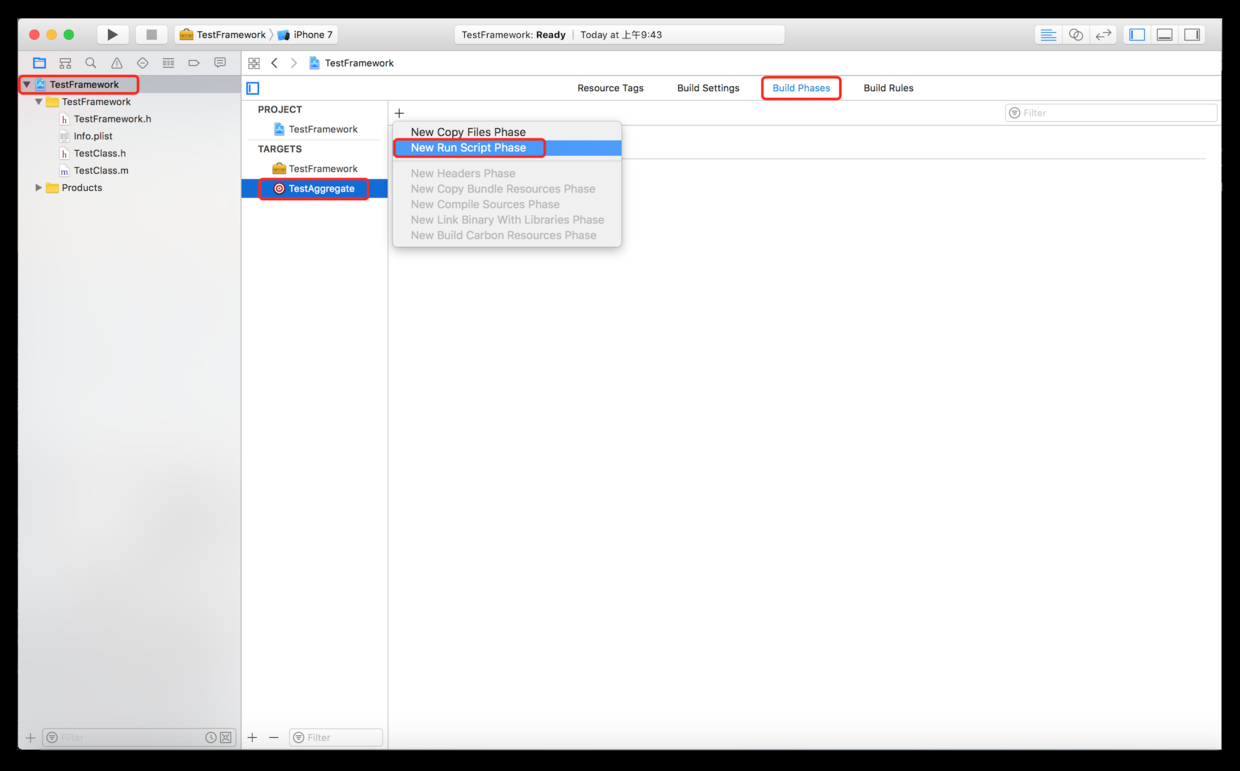 TestFramework
iPhone 7
TestFramework: Ready
Today at 上午9:43
TestFramework
TestFramework
TestFramework.h
Info.plist
TestClass.h
TestClass.m
Products
Filter
TestFramework
Resource Tags
Build Settings
Build Phases
Build Rules
PROJECT
TestFramework
TARGETS
TestFramework
TestAggregate
Filter
Filter
New Copy Files Phase
New Run Script Phase
New Headers Phase
New Copy Bundle Resources Phase
New Compile Sources Phase
New Link Binary With Libraries Phase
New Build Carbon Resources Phase